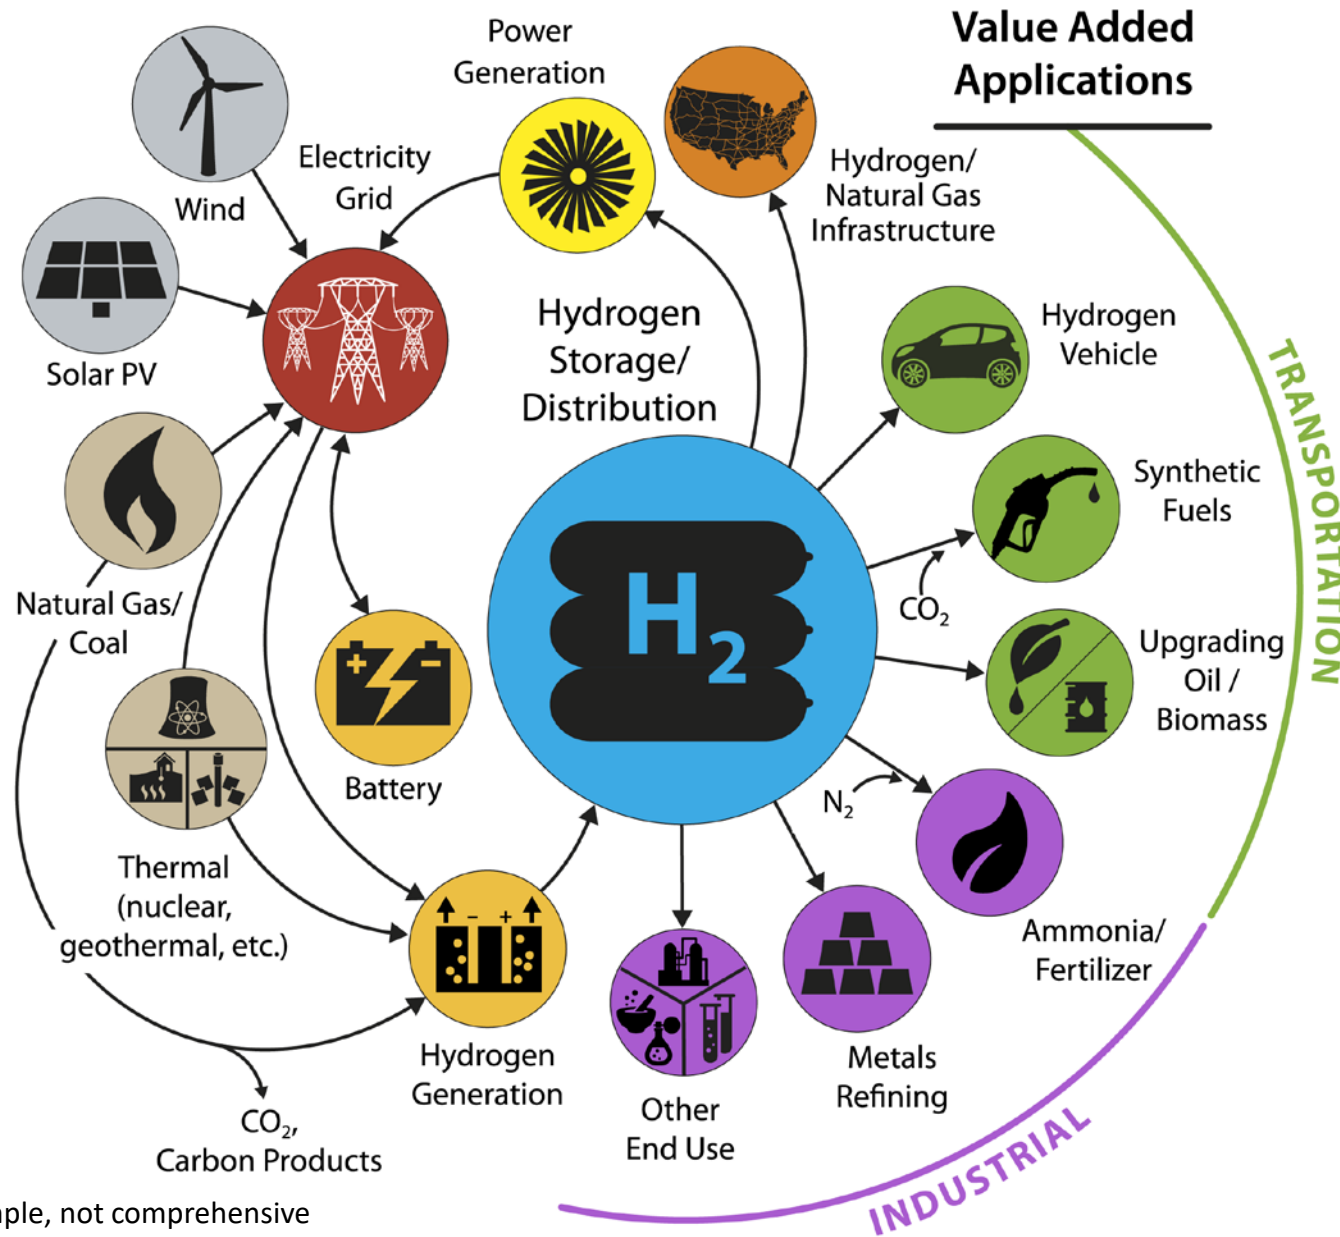 Value Added
Applications
Power
Generation
Electricity
Grid
Wind
Hydrogen/
Natural Gas
Infrastructure
Solar PV
Hydrogen
Storage/
Distribution
Hydrogen
Vehicle
TRANSPORTATION
Synthetic
Fuels
CO₂
H₂
Natural Gas/
Coal
+ -
Battery
Upgrading
Oil /
Biomass
N₂
Thermal
(nuclear,
geothermal, etc.)
- +
Ammonia/
Fertilizer
Hydrogen
Generation
Metals
Refining
Other
End Use
CO₂,
Carbon Products
INDUSTRIAL
not comprehensive